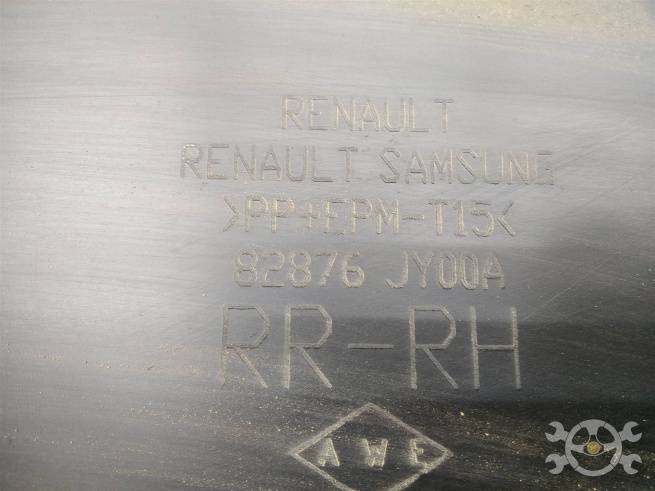 RENAULT
RENAULT SAMSUNG
>PP+EPM-T15<
82876 JY00A
RR-RH
AWE